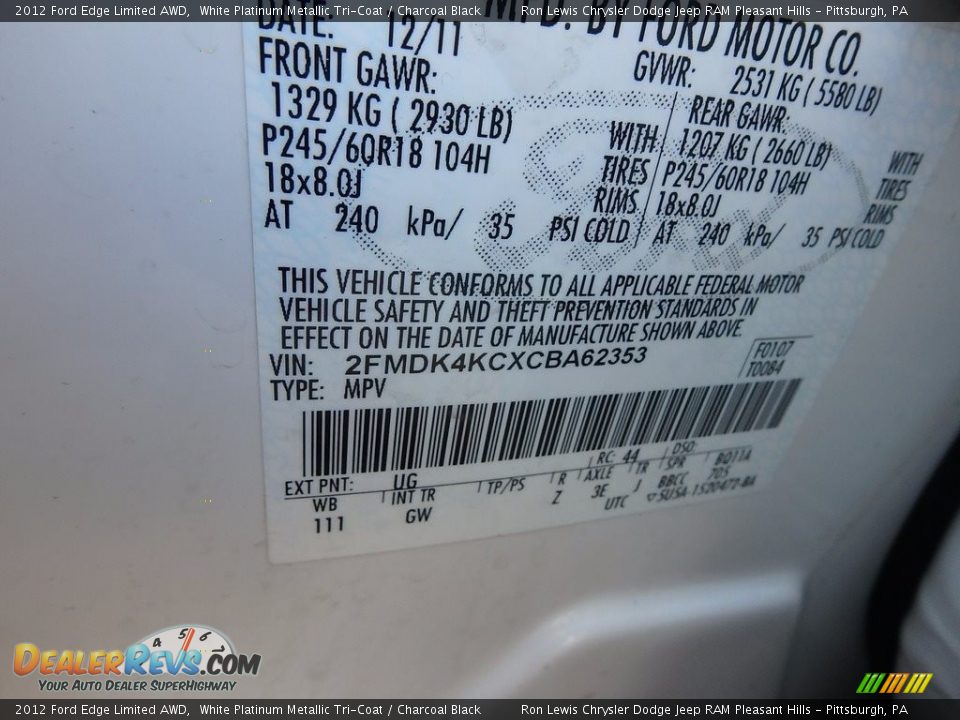 2012 Ford Edge Limited AWD, White Platinum Metallic Tri-Coat / Charcoal Black Ron Lewis Chrysler Dodge Jeep RAM Pleasant Hills - Pittsburgh, PA
DATE: 12/11 MFD. BY FORD MOTOR CO.
FRONT GAWR: GVWR: 2531 KG ( 5580 LB)
1329 KG ( 2930 LB) WITH REAR GAWR: 1207 KG ( 2660 LB) WITH
P245/60R18 104H TIRES P245/60R18 104H TIRES
18x8.0J RIMS 18x8.0J RIMS
AT 240 kPa/ 35 PSI COLD AT 240 kPa/ 35 PSI COLD
THIS VEHICLE CONFORMS TO ALL APPLICABLE FEDERAL MOTOR
VEHICLE SAFETY AND THEFT PREVENTION STANDARDS IN
EFFECT ON THE DATE OF MANUFACTURE SHOWN ABOVE.
VIN: 2FMDK4KCXCBA62353 F0107
TYPE: MPV T0084
EXT PNT: UG RC: 44 DSO:
WB INT TR TP/PS R AXLE TR SPR BQ11A
111 GW Z 3E J BBCC 705
UTC ▽SUSA-1520472-BA
4 5 6
DealerRevs.com
Your Auto Dealer SuperHighway
2012 Ford Edge Limited AWD, White Platinum Metallic Tri-Coat / Charcoal Black Ron Lewis Chrysler Dodge Jeep RAM Pleasant Hills - Pittsburgh, PA